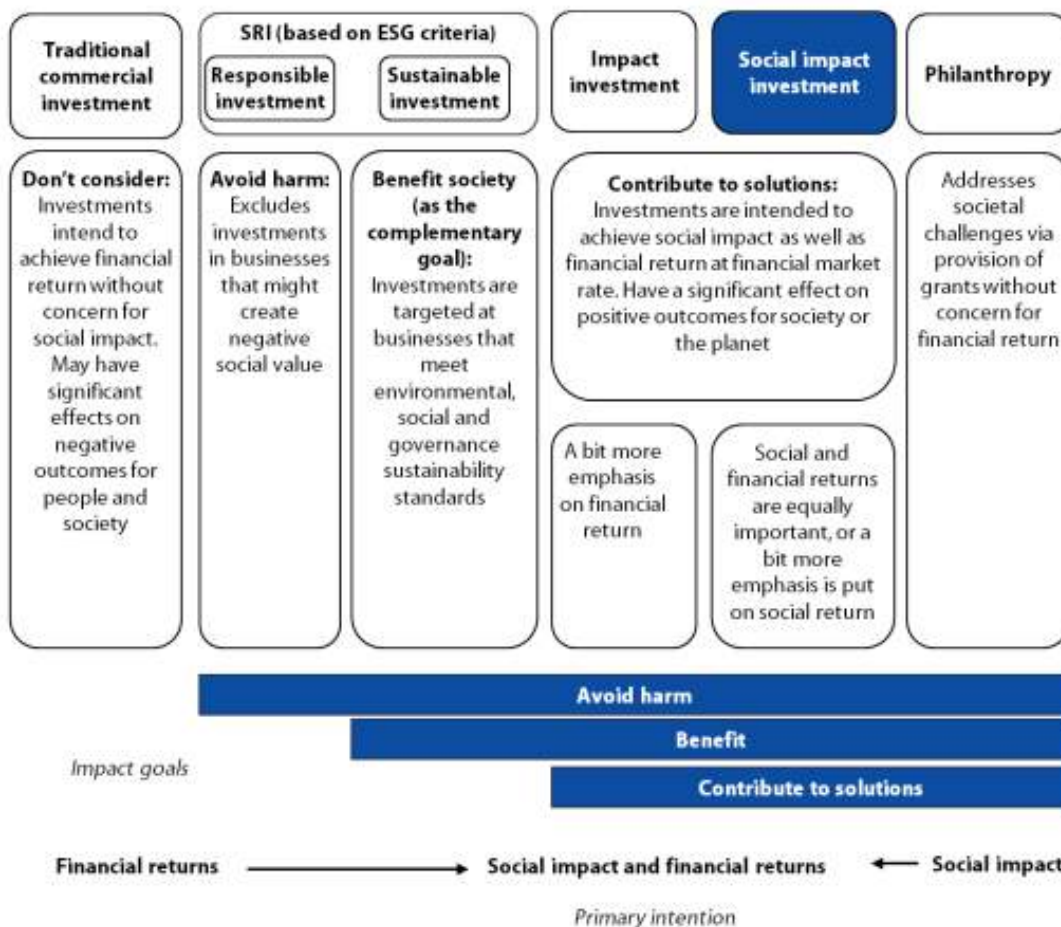 Traditional
commercial
investment
SRI (based on ESG criteria)
Responsible
investment
Sustainable
investment
Impact
investment
Social impact
investment
Philanthropy
Don't consider:
Investments
intend to
achieve financial
return without
concern for
social impact.
May have
significant
effects on
negative
outcomes for
people and
society
Avoid harm:
Excludes
investments
in businesses
that might
create
negative
social value
Benefit society
(as the
complementary
goal):
Investments are
targeted at
businesses that
meet
environmental,
social and
governance
sustainability
standards
Contribute to solutions:
Investments are intended to
achieve social impact as well as
financial return at financial market
rate. Have a significant effect on
positive outcomes for society or
the planet
A bit more
emphasis
on financial
return
Social and
financial returns
are equally
important, or a
bit more
emphasis is put
on social return
Addresses
societal
challenges via
provision of
grants without
concern for
financial return
Avoid harm
Benefit
Impact goals
Contribute to solutions
Financial returns
Social impact and financial returns
Social impact
Primary intention